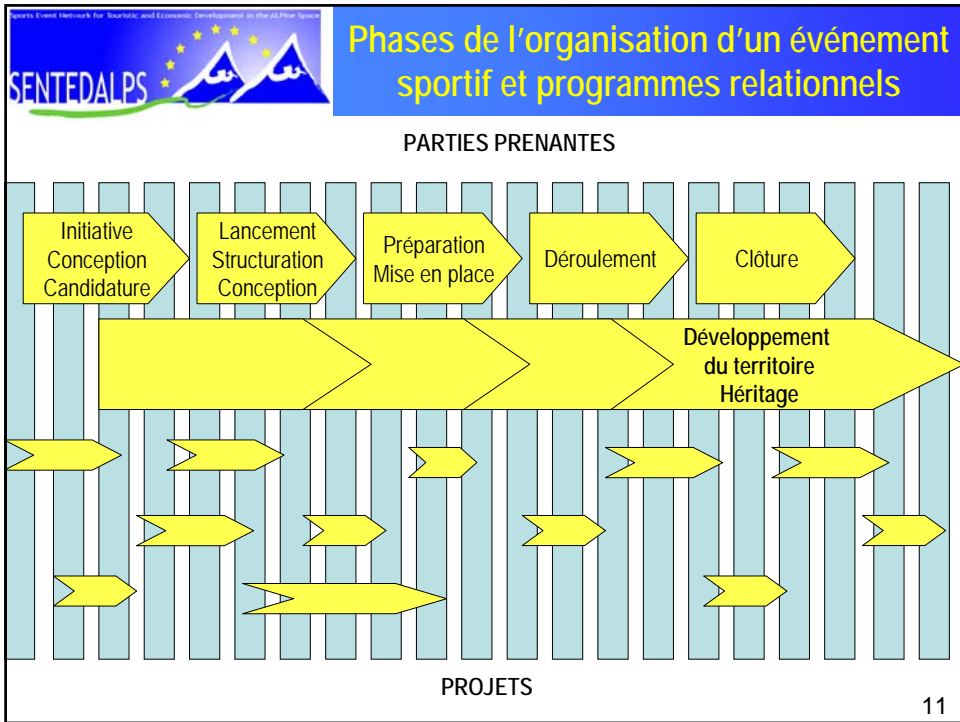 Sports Event Network for Touristic and Economic Development in the ALPine Space
SENTEDALPS
Phases de l'organisation d'un événement
sportif et programmes relationnels
PARTIES PRENANTES
Initiative
Conception
Candidature
Lancement
Structuration
Conception
Préparation
Mise en place
Déroulement
Clôture
Développement
du territoire
Héritage
PROJETS
11